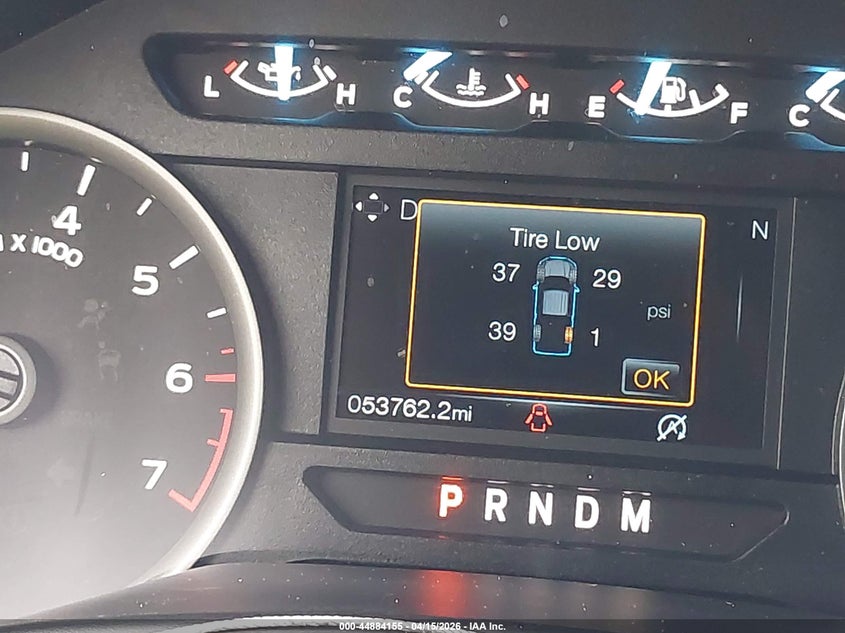 L H C H E F C
4
X 1000
5
6
7
D N
Tire Low
37 29
psi
39 1
OK
053762.2mi
P R N D M
000-44884155 - 04/15/2026 - IAA Inc.